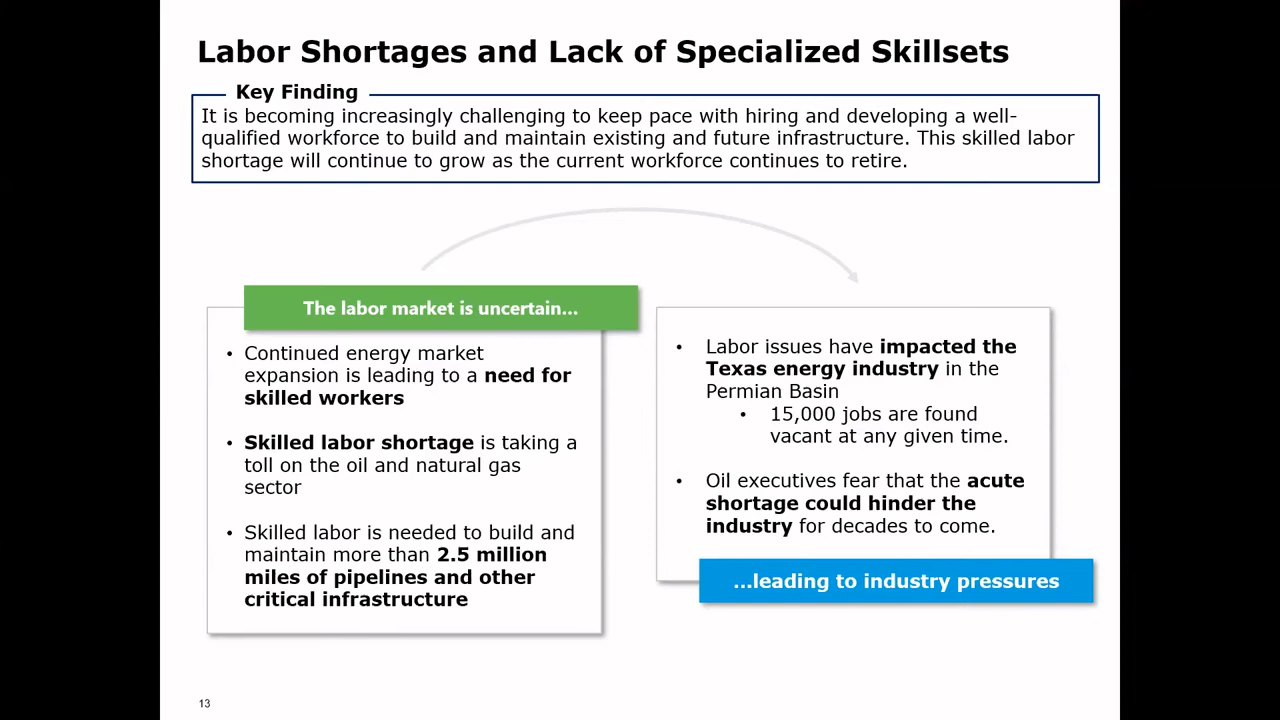 Labor Shortages and Lack of Specialized Skillsets
Key Finding
It is becoming increasingly challenging to keep pace with hiring and developing a well-
qualified workforce to build and maintain existing and future infrastructure. This skilled labor
shortage will continue to grow as the current workforce continues to retire.
The labor market is uncertain...
• Continued energy market
expansion is leading to a need for
skilled workers
• Skilled labor shortage is taking a
toll on the oil and natural gas
sector
• Skilled labor is needed to build and
maintain more than 2.5 million
miles of pipelines and other
critical infrastructure
• Labor issues have impacted the
Texas energy industry in the
Permian Basin
• 15,000 jobs are found
vacant at any given time.
• Oil executives fear that the acute
shortage could hinder the
industry for decades to come.
...leading to industry pressures
13